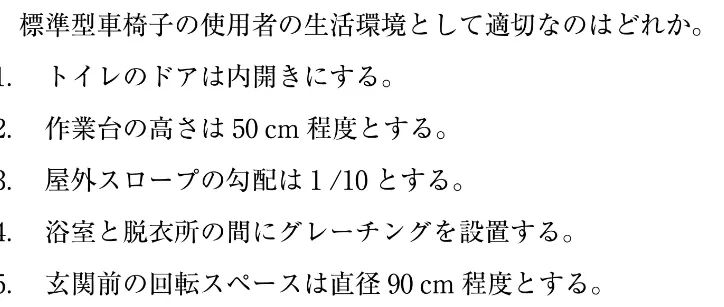 標準型車椅子の使用者の生活環境として適切なのはどれか。
1. トイレのドアは内開きにする。
2. 作業台の高さは 50 cm 程度とする。
3. 屋外スロープの勾配は 1/10 とする。
4. 浴室と脱衣所の間にグレーチングを設置する。
5. 玄関前の回転スペースは直径 90 cm 程度とする。